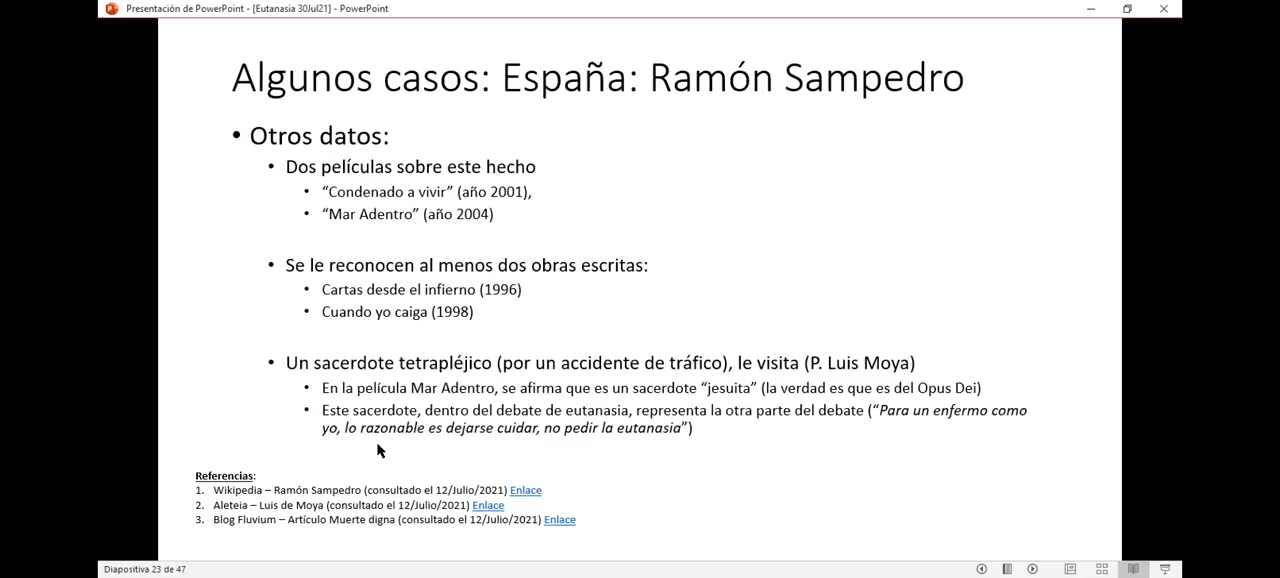 Presentación de PowerPoint - [Eutanasia 30Jul21] - PowerPoint
Algunos casos: España: Ramón Sampedro
• Otros datos:
• Dos películas sobre este hecho
• “Condenado a vivir” (año 2001),
• “Mar Adentro” (año 2004)
• Se le reconocen al menos dos obras escritas:
• Cartas desde el infierno (1996)
• Cuando yo caiga (1998)
• Un sacerdote tetrapléjico (por un accidente de tráfico), le visita (P. Luis Moya)
• En la película Mar Adentro, se afirma que es un sacerdote “jesuita” (la verdad es que es del Opus Dei)
• Este sacerdote, dentro del debate de eutanasia, representa la otra parte del debate (“Para un enfermo como
yo, lo razonable es dejarse cuidar, no pedir la eutanasia”)
Referencias:
1. Wikipedia – Ramón Sampedro (consultado el 12/Julio/2021) Enlace
2. Aleteia – Luis de Moya (consultado el 12/Julio/2021) Enlace
3. Blog Fluvium – Artículo Muerte digna (consultado el 12/Julio/2021) Enlace
Diapositiva 23 de 47